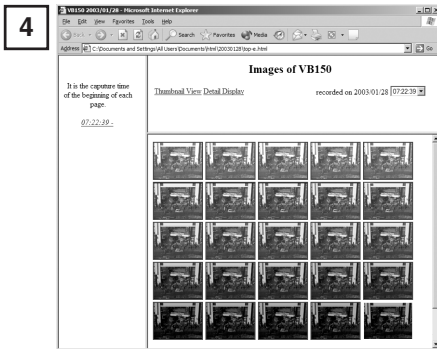 4
VB150 2003/01/28 - Microsoft Internet Explorer
File Edit View Favorites Tools Help
Back Search Favorites Media
Address C:\Documents and Settings\All Users\Documents\html\20030128\top-e.html Go
Images of VB150
It is the caputure time
of the beginning of each
page.
07:22:39 -
Thumbnail View Detail Display
recorded on 2003/01/28 07:22:39